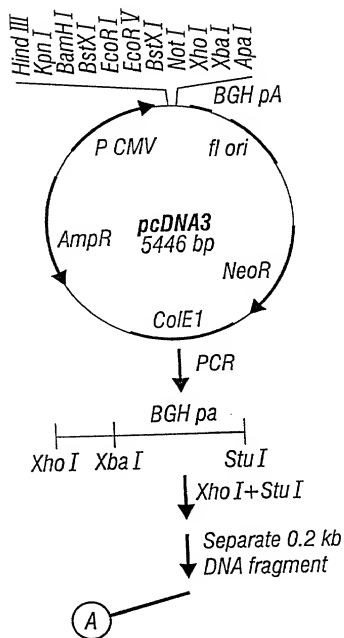 Hind III
Kpn I
BamH I
BstX I
EcoR I
EcoR V
BstX I
Not I
Xho I
Xba I
Apa I
BGH pA
P CMV
fl ori
AmpR
pcDNA3
5446 bp
NeoR
ColE1
PCR
BGH pa
Xho I Xba I Stu I
Xho I+Stu I
Separate 0.2 kb
DNA fragment
A